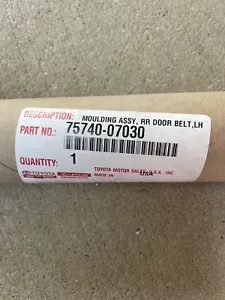 DESCRIPTION:
MOULDING ASSY, RR DOOR BELT,LH
PART NO.: 75740-07030
QUANTITY: 1
TOYOTA
TOYOTA MOTOR SALES, U.S.A., INC.
MADE IN USA